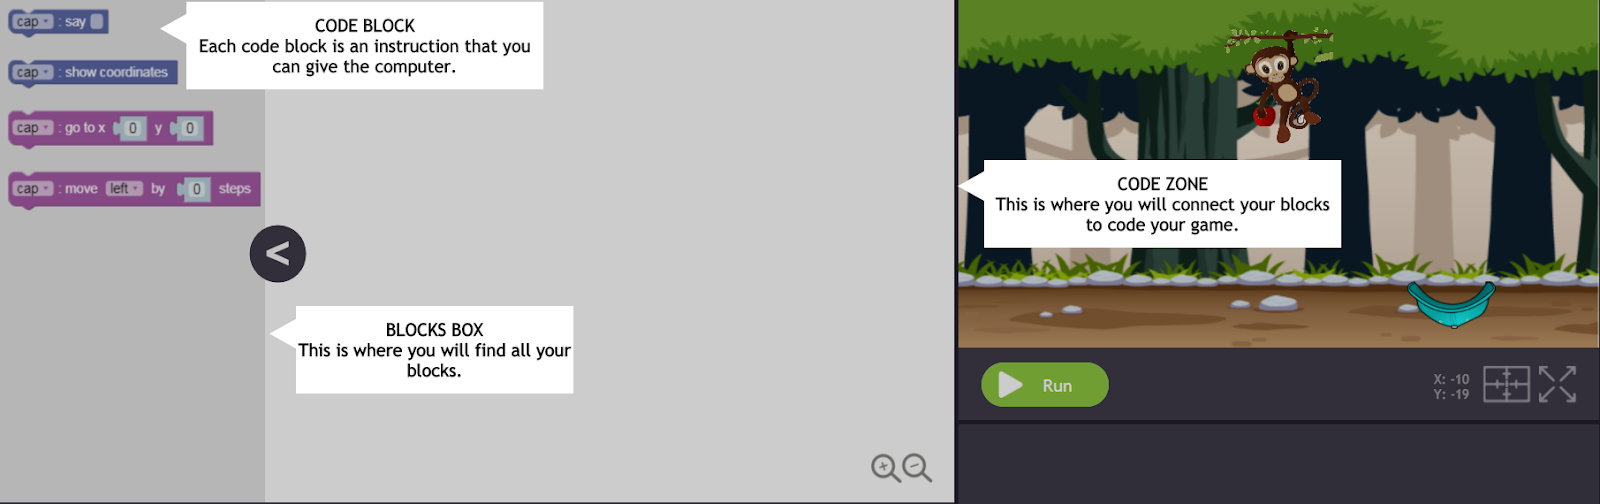 cap : say
cap : show coordinates
cap : go to x 0 y 0
cap : move left by 0 steps
CODE BLOCK
Each code block is an instruction that you
can give the computer.
<
BLOCKS BOX
This is where you will find all your
blocks.
CODE ZONE
This is where you will connect your blocks
to code your game.
Run
X: -10
Y: -19